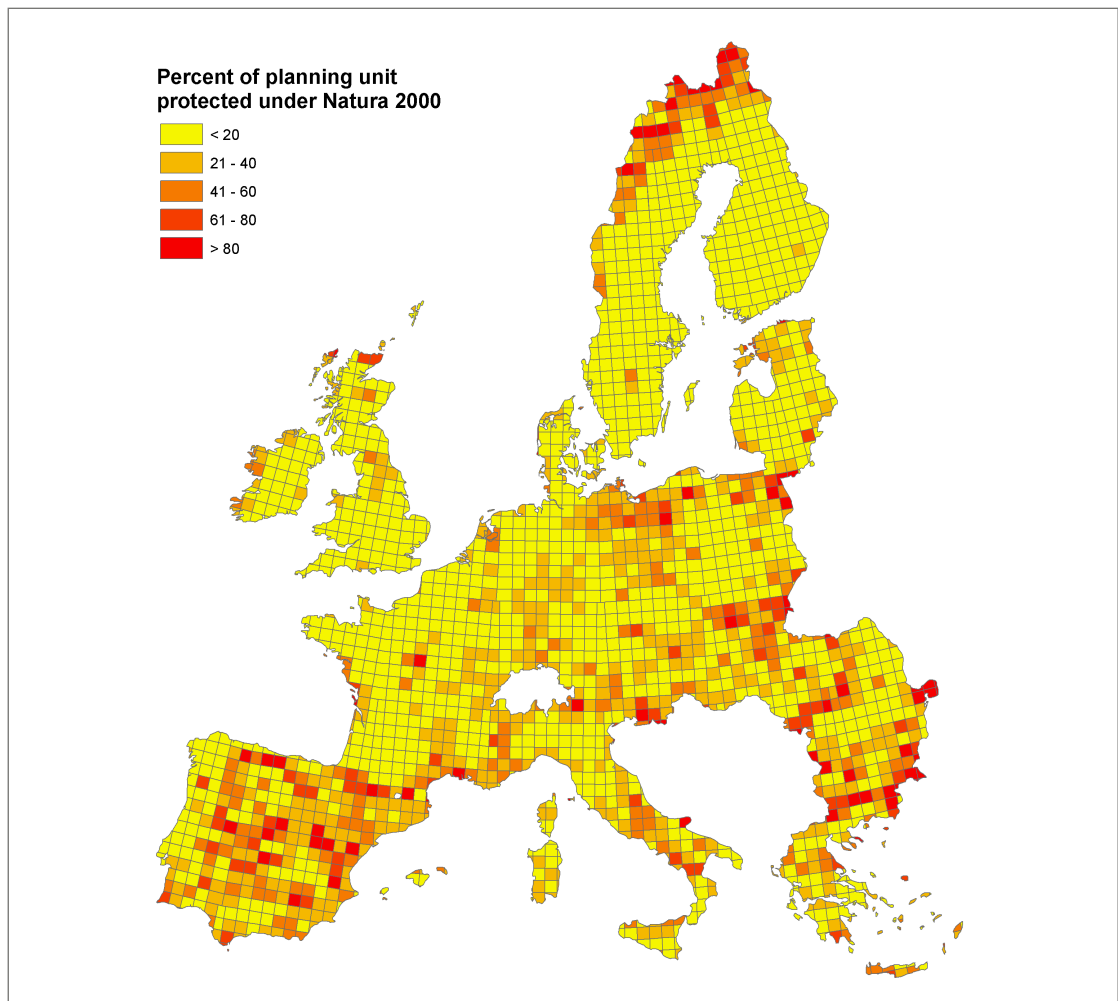 Percent of planning unit
protected under Natura 2000
< 20
21 - 40
41 - 60
61 - 80
> 80